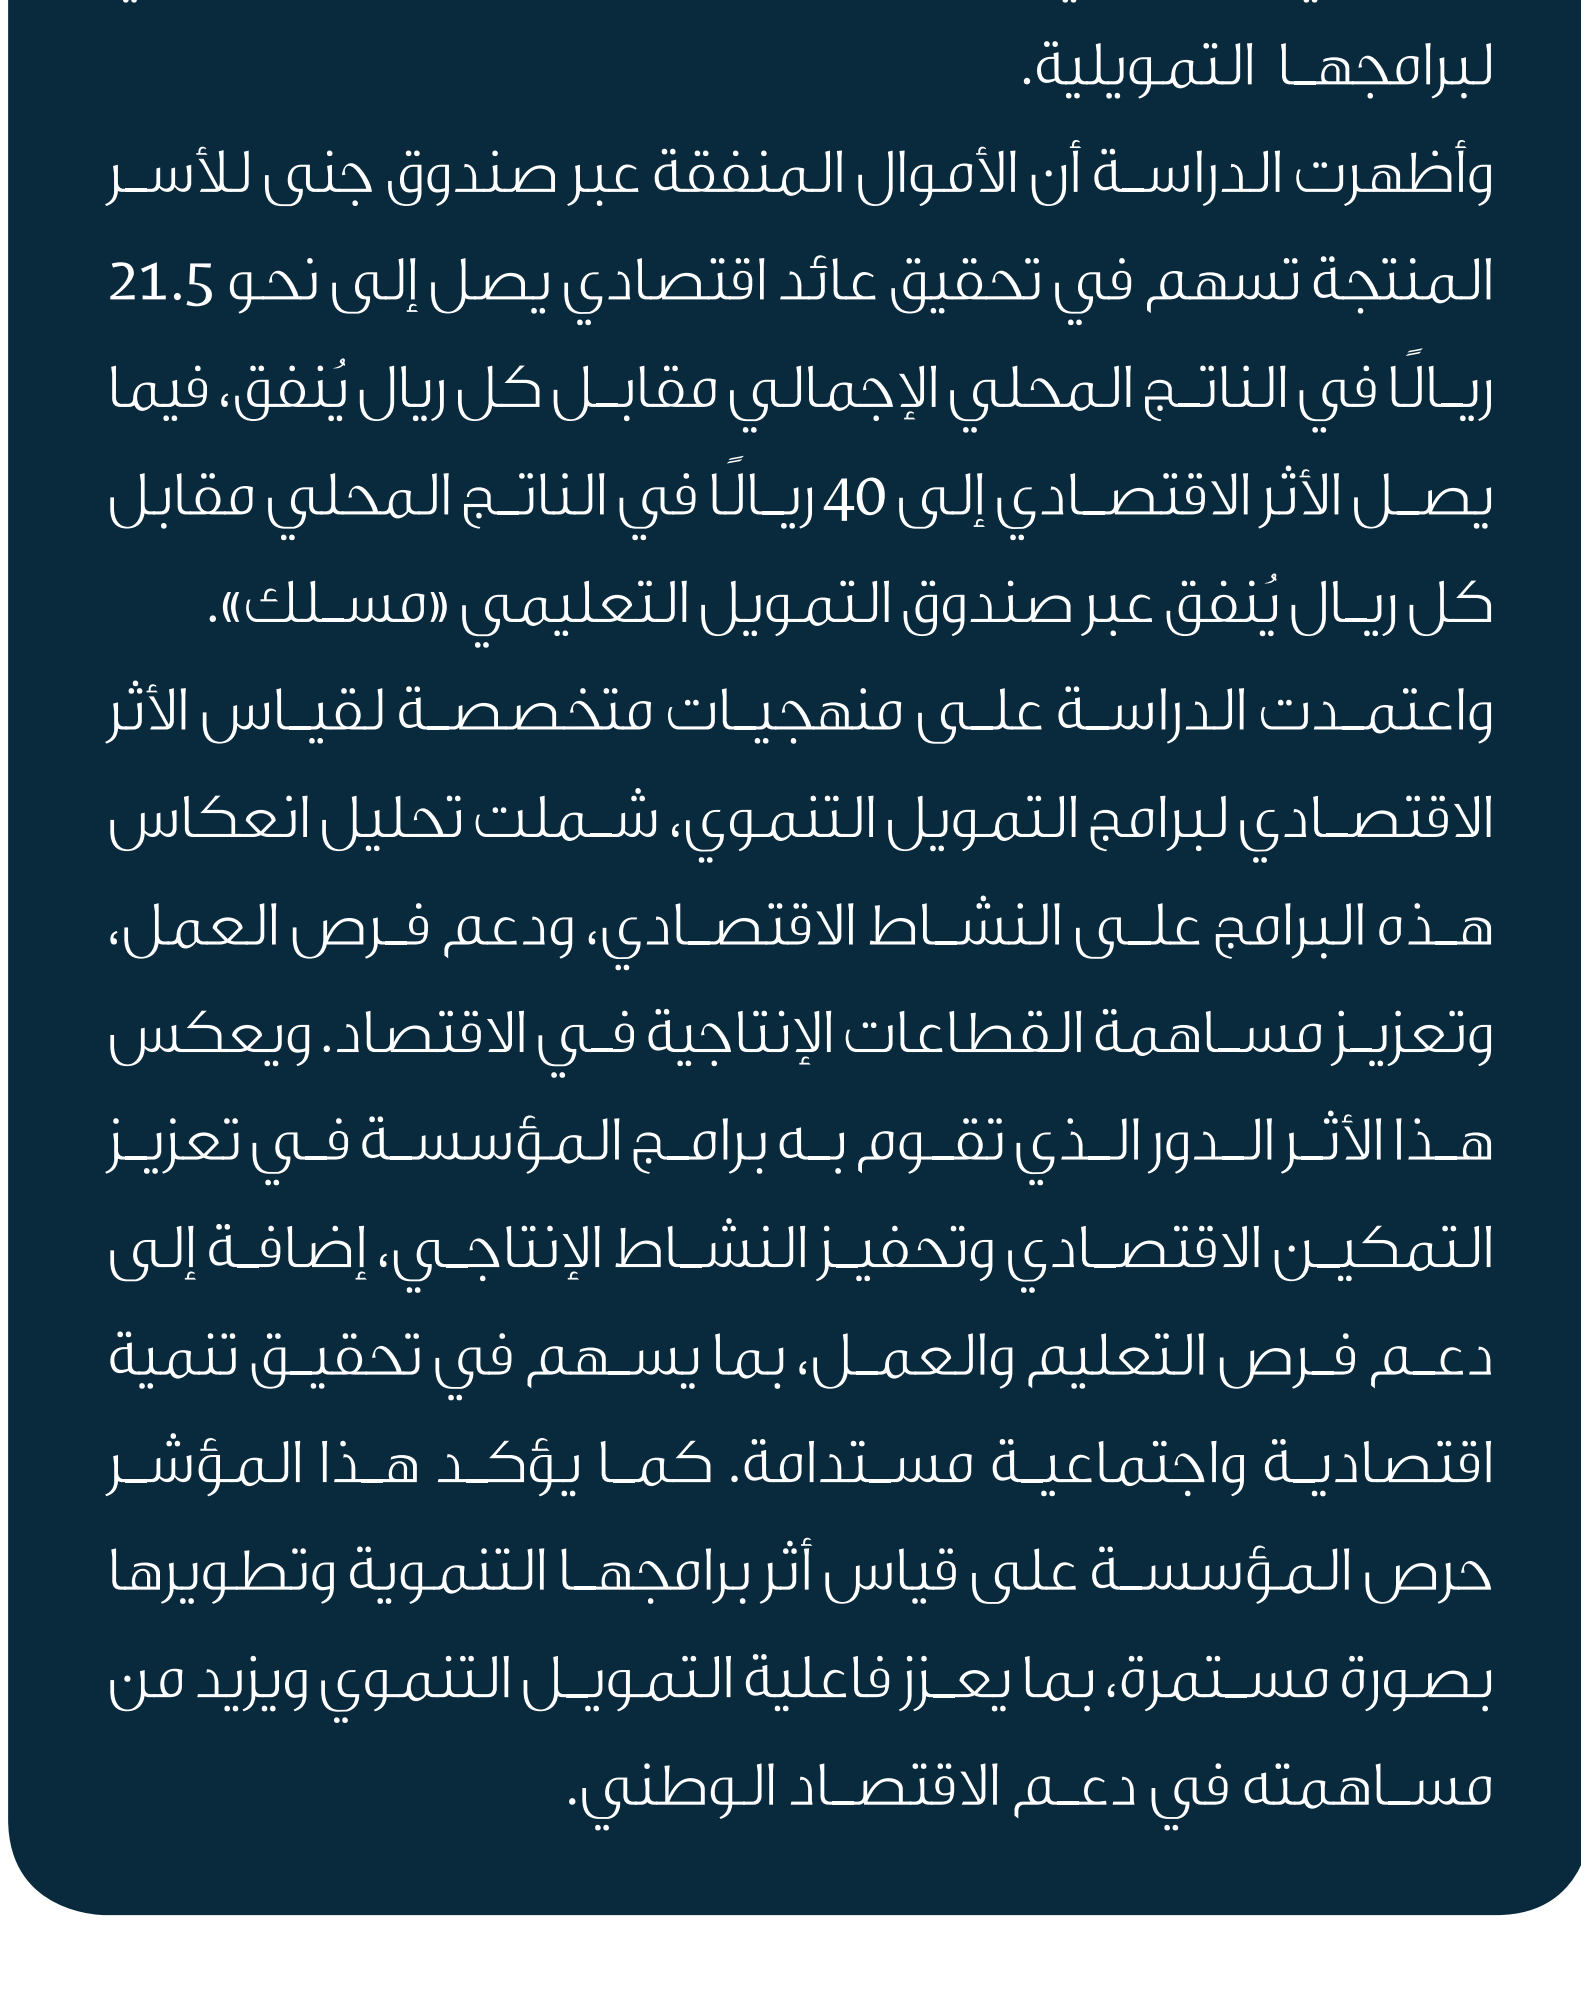 لبرامجها التمويلية.
وأظهرت الدراسة أن الأموال المنفقة عبر صندوق جنى للأسر
المنتجة تسهم في تحقيق عائد اقتصادي يصل إلى نحو 21.5
ريالًا في الناتج المحلي الإجمالي مقابل كل ريال يُنفق، فيما
يصل الأثر الاقتصادي إلى 40 ريالًا في الناتج المحلي مقابل
كل ريال يُنفق عبر صندوق التمويل التعليمي «مسلك».
واعتمدت الدراسة على منهجيات متخصصة لقياس الأثر
الاقتصادي لبرامج التمويل التنموي، شملت تحليل انعكاس
هذه البرامج على النشاط الاقتصادي، ودعم فرص العمل،
وتعزيز مساهمة القطاعات الإنتاجية في الاقتصاد. ويعكس
هذا الأثر الدور الذي تقوم به برامج المؤسسة في تعزيز
التمكين الاقتصادي وتحفيز النشاط الإنتاجي، إضافة إلى
دعم فرص التعليم والعمل، بما يسهم في تحقيق تنمية
اقتصادية واجتماعية مستدامة. كما يؤكد هذا المؤشر
حرص المؤسسة على قياس أثر برامجها التنموية وتطويرها
بصورة مستمرة، بما يعزز فاعلية التمويل التنموي ويزيد من
مساهمته في دعم الاقتصاد الوطني.